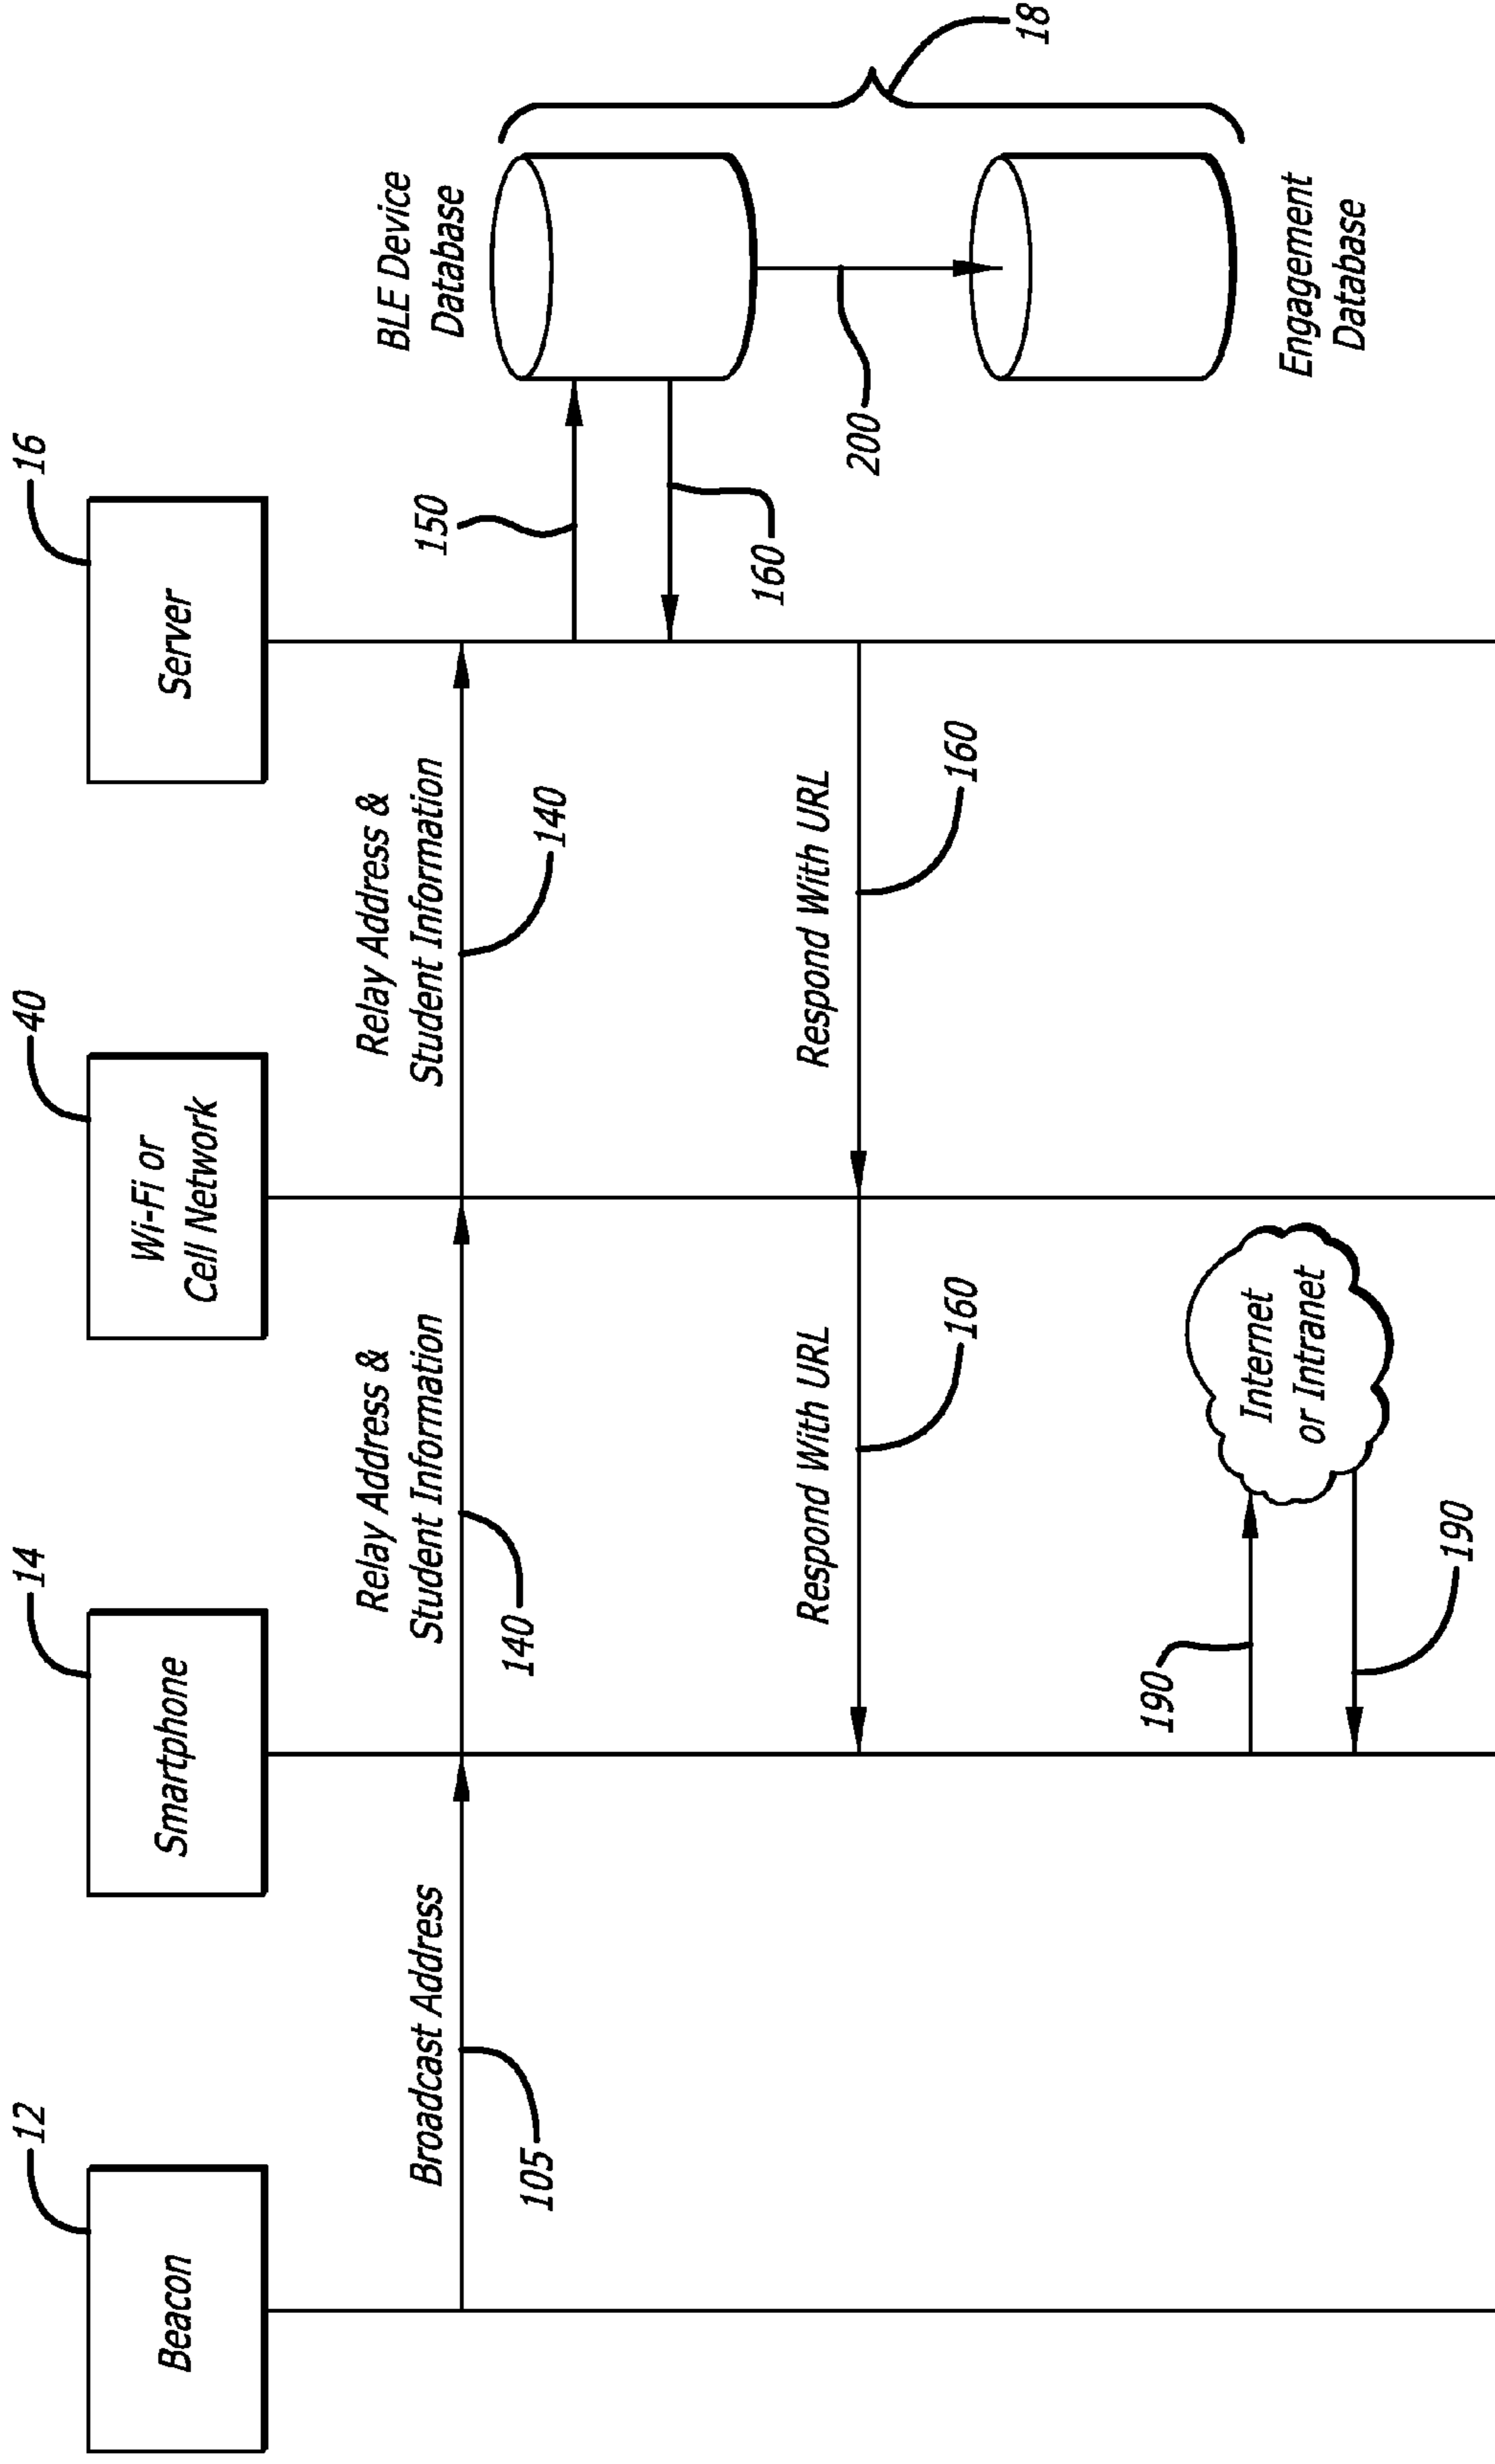 12
Beacon
14
Smartphone
40
Wi-Fi or
Cell Network
16
Server
Broadcast Address
105
Relay Address &
Student Information
140
Relay Address &
Student Information
140
150
160
BLE Device
Database
200
18
Engagement
Database
Respond With URL
160
Respond With URL
160
190
Internet
or Intranet
190